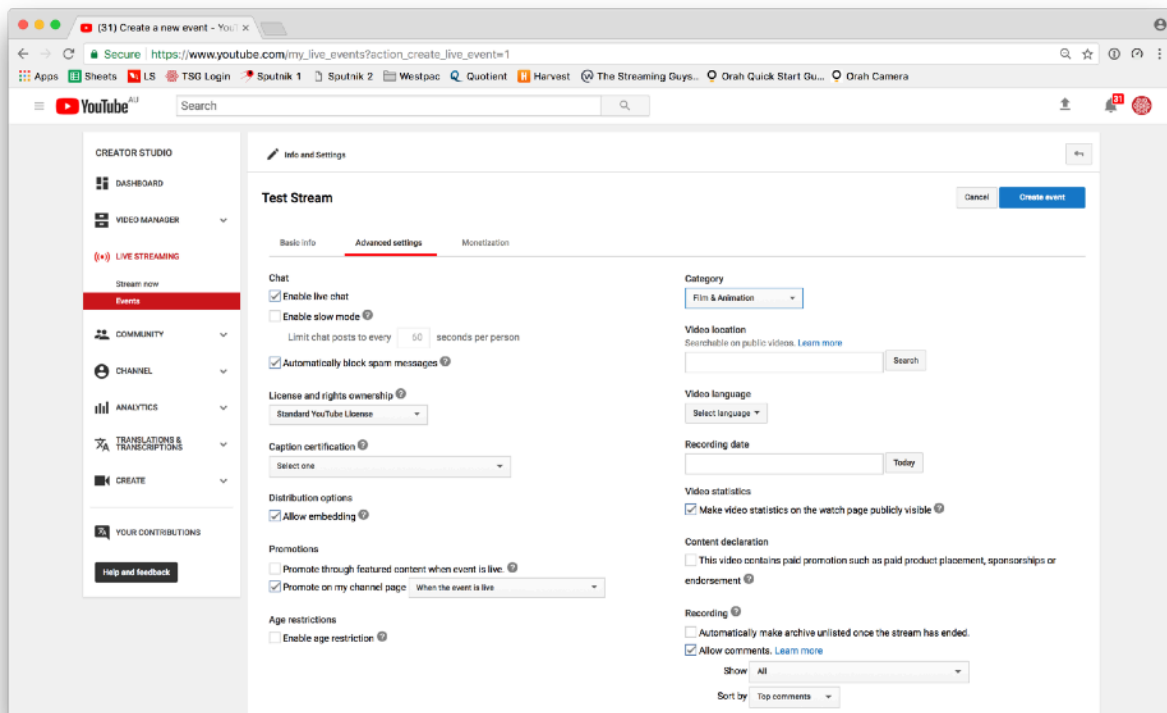 (31) Create a new event - YouT
Secure https://www.youtube.com/my_live_events?action_create_live_event=1
Apps Sheets LS TSG Login Sputnik 1 Sputnik 2 Westpac Quotient Harvest The Streaming Guys... Orah Quick Start Gu... Orah Camera
YouTube AU
Search
31
CREATOR STUDIO
DASHBOARD
VIDEO MANAGER
LIVE STREAMING
Stream now
Events
COMMUNITY
CHANNEL
ANALYTICS
TRANSLATIONS &
TRANSCRIPTIONS
CREATE
YOUR CONTRIBUTIONS
Help and feedback
Info and Settings
Test Stream
Cancel
Create event
Basic info Advanced settings Monetization
Chat
Enable live chat
Enable slow mode ?
Limit chat posts to every 60 seconds per person
Automatically block spam messages ?
License and rights ownership ?
Standard YouTube License
Caption certification ?
Select one
Distribution options
Allow embedding ?
Promotions
Promote through featured content when event is live. ?
Promote on my channel page When the event is live
Age restrictions
Enable age restriction ?
Category
Film & Animation
Video location
Searchable on public videos. Learn more
Search
Video language
Select language
Recording date
Today
Video statistics
Make video statistics on the watch page publicly visible ?
Content declaration
This video contains paid promotion such as paid product placement, sponsorships or
endorsement ?
Recording ?
Automatically make archive unlisted once the stream has ended.
Allow comments. Learn more
Show All
Sort by Top comments